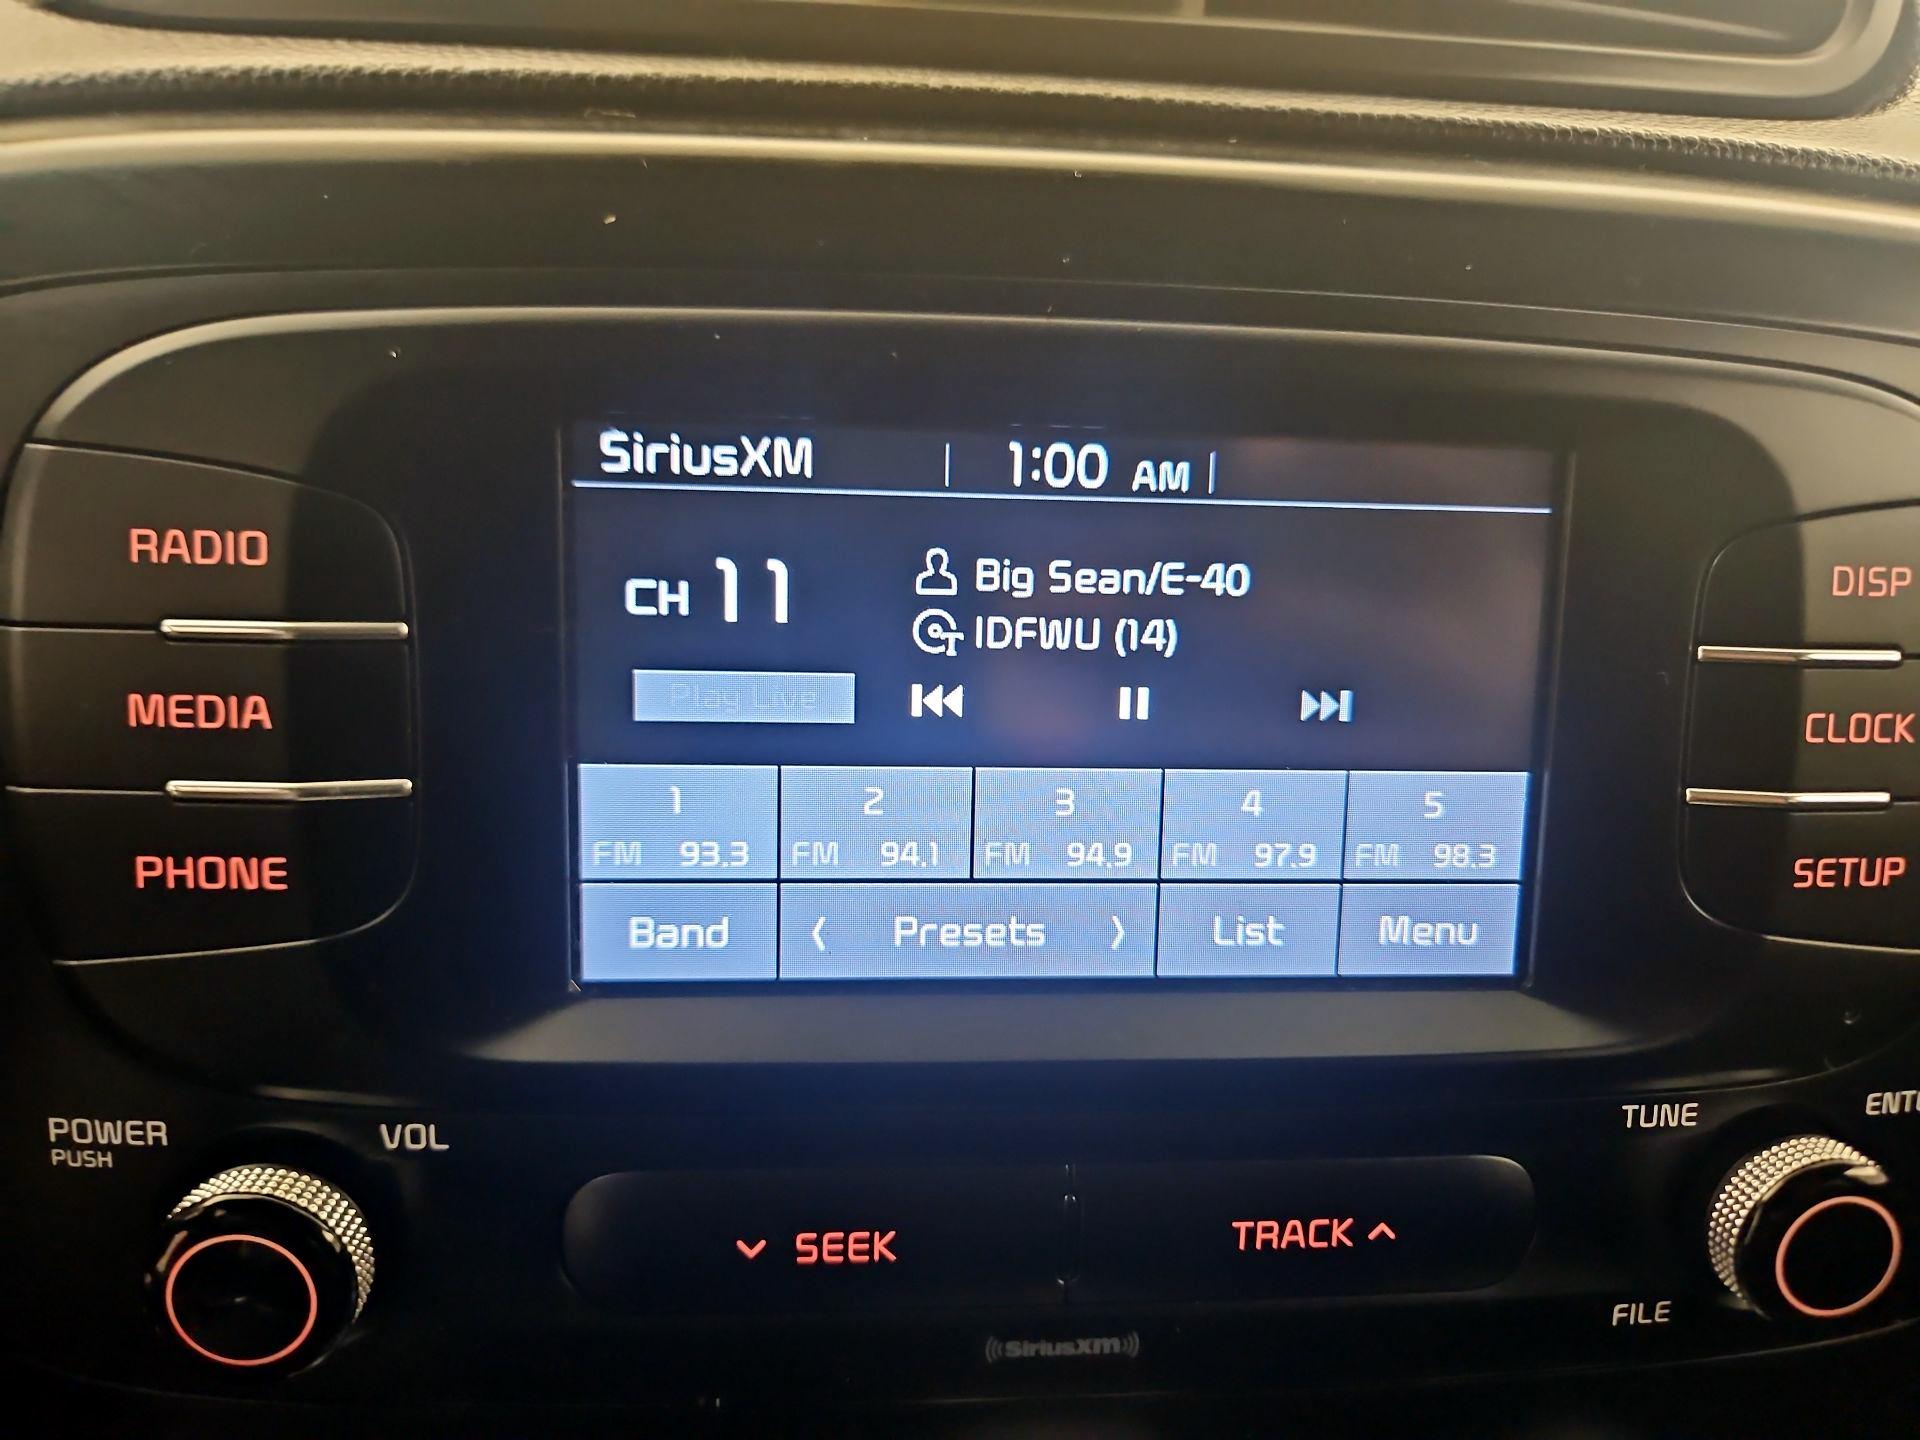 SiriusXM | 1:00 AM |
CH 11
Big Sean/E-40
IDFWU (14)
Play Live
1 2 3 4 5
FM 93.3 FM 94.1 FM 94.9 FM 97.9 FM 98.3
Band < Presets > List Menu
RADIO
MEDIA
PHONE
DISP
CLOCK
SETUP
POWER
PUSH
VOL
SEEK
TRACK
TUNE
FILE
SiriusXM